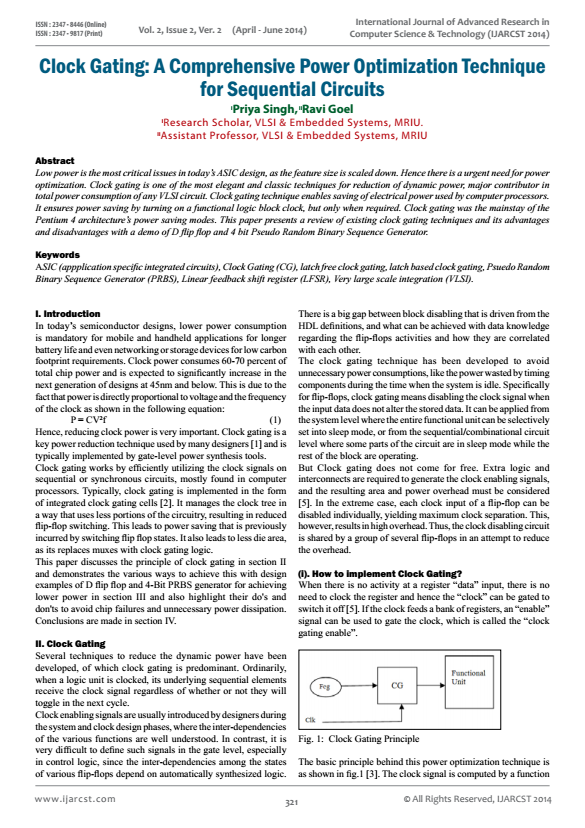 ISSN : 2347 - 8446 (Online)
ISSN : 2347 - 9817 (Print)
Vol. 2, Issue 2, Ver. 2 (April - June 2014)
International Journal of Advanced Research in
Computer Science & Technology (IJARCST 2014)
Clock Gating: A Comprehensive Power Optimization Technique
for Sequential Circuits
ᴵPriya Singh, ᴵᴵRavi Goel
ᴵResearch Scholar, VLSI & Embedded Systems, MRIU.
ᴵᴵAssistant Professor, VLSI & Embedded Systems, MRIU
Abstract
Low power is the most critical issues in today's ASIC design, as the feature size is scaled down. Hence there is a urgent need for power
optimization. Clock gating is one of the most elegant and classic techniques for reduction of dynamic power, major contributor in
total power consumption of any VLSI circuit. Clock gating technique enables saving of electrical power used by computer processors.
It ensures power saving by turning on a functional logic block clock, but only when required. Clock gating was the mainstay of the
Pentium 4 architecture's power saving modes. This paper presents a review of existing clock gating techniques and its advantages
and disadvantages with a demo of D flip flop and 4 bit Pseudo Random Binary Sequence Generator.
Keywords
ASIC (appplication specific integrated circuits), Clock Gating (CG), latch free clock gating, latch based clock gating, Psuedo Random
Binary Sequence Generator (PRBS), Linear feedback shift register (LFSR), Very large scale integration (VLSI).
I. Introduction
In today's semiconductor designs, lower power consumption
is mandatory for mobile and handheld applications for longer
battery life and even networking or storage devices for low carbon
footprint requirements. Clock power consumes 60-70 percent of
total chip power and is expected to significantly increase in the
next generation of designs at 45nm and below. This is due to the
fact that power is directly proportional to voltage and the frequency
of the clock as shown in the following equation:
P = CV²f (1)
Hence, reducing clock power is very important. Clock gating is a
key power reduction technique used by many designers [1] and is
typically implemented by gate-level power synthesis tools.
Clock gating works by efficiently utilizing the clock signals on
sequential or synchronous circuits, mostly found in computer
processors. Typically, clock gating is implemented in the form
of integrated clock gating cells [2]. It manages the clock tree in
a way that uses less portions of the circuitry, resulting in reduced
flip-flop switching. This leads to power saving that is previously
incurred by switching flip flop states. It also leads to less die area,
as its replaces muxes with clock gating logic.
This paper discusses the principle of clock gating in section II
and demonstrates the various ways to achieve this with design
examples of D flip flop and 4-Bit PRBS generator for achieving
lower power in section III and also highlight their do's and
don'ts to avoid chip failures and unnecessary power dissipation.
Conclusions are made in section IV.
II. Clock Gating
Several techniques to reduce the dynamic power have been
developed, of which clock gating is predominant. Ordinarily,
when a logic unit is clocked, its underlying sequential elements
receive the clock signal regardless of whether or not they will
toggle in the next cycle.
Clock enabling signals are usually introduced by designers during
the system and clock design phases, where the inter-dependencies
of the various functions are well understood. In contrast, it is
very difficult to define such signals in the gate level, especially
in control logic, since the inter-dependencies among the states
of various flip-flops depend on automatically synthesized logic.
There is a big gap between block disabling that is driven from the
HDL definitions, and what can be achieved with data knowledge
regarding the flip-flops activities and how they are correlated
with each other.
The clock gating technique has been developed to avoid
unnecessary power consumptions, like the power wasted by timing
components during the time when the system is idle. Specifically
for flip-flops, clock gating means disabling the clock signal when
the input data does not alter the stored data. It can be applied from
the system level where the entire functional unit can be selectively
set into sleep mode, or from the sequential/combinational circuit
level where some parts of the circuit are in sleep mode while the
rest of the block are operating.
But Clock gating does not come for free. Extra logic and
interconnects are required to generate the clock enabling signals,
and the resulting area and power overhead must be considered
[5]. In the extreme case, each clock input of a flip-flop can be
disabled individually, yielding maximum clock separation. This,
however, results in high overhead. Thus, the clock disabling circuit
is shared by a group of several flip-flops in an attempt to reduce
the overhead.
(i). How to implement Clock Gating?
When there is no activity at a register “data” input, there is no
need to clock the register and hence the “clock” can be gated to
switch it off [5]. If the clock feeds a bank of registers, an “enable”
signal can be used to gate the clock, which is called the “clock
gating enable”.
Fcg
CG
Functional
Unit
Clk
Fig. 1: Clock Gating Principle
The basic principle behind this power optimization technique is
as shown in fig.1 [3]. The clock signal is computed by a function
www.ijarcst.com
321
© All Rights Reserved, IJARCST 2014